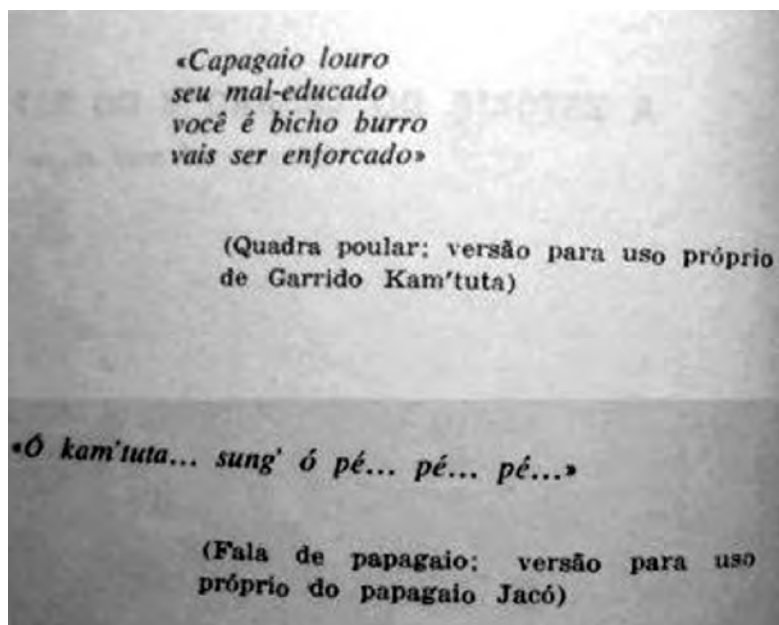 «Capagaio louro
seu mal-educado
você é bicho burro
vais ser enforcado»
(Quadra poular: versão para uso próprio
de Garrido Kam'tuta)
«Ó kam'tuta... sung' ó pé... pé... pé...»
(Fala de papagaio: versão para uso
próprio do papagaio Jacó)